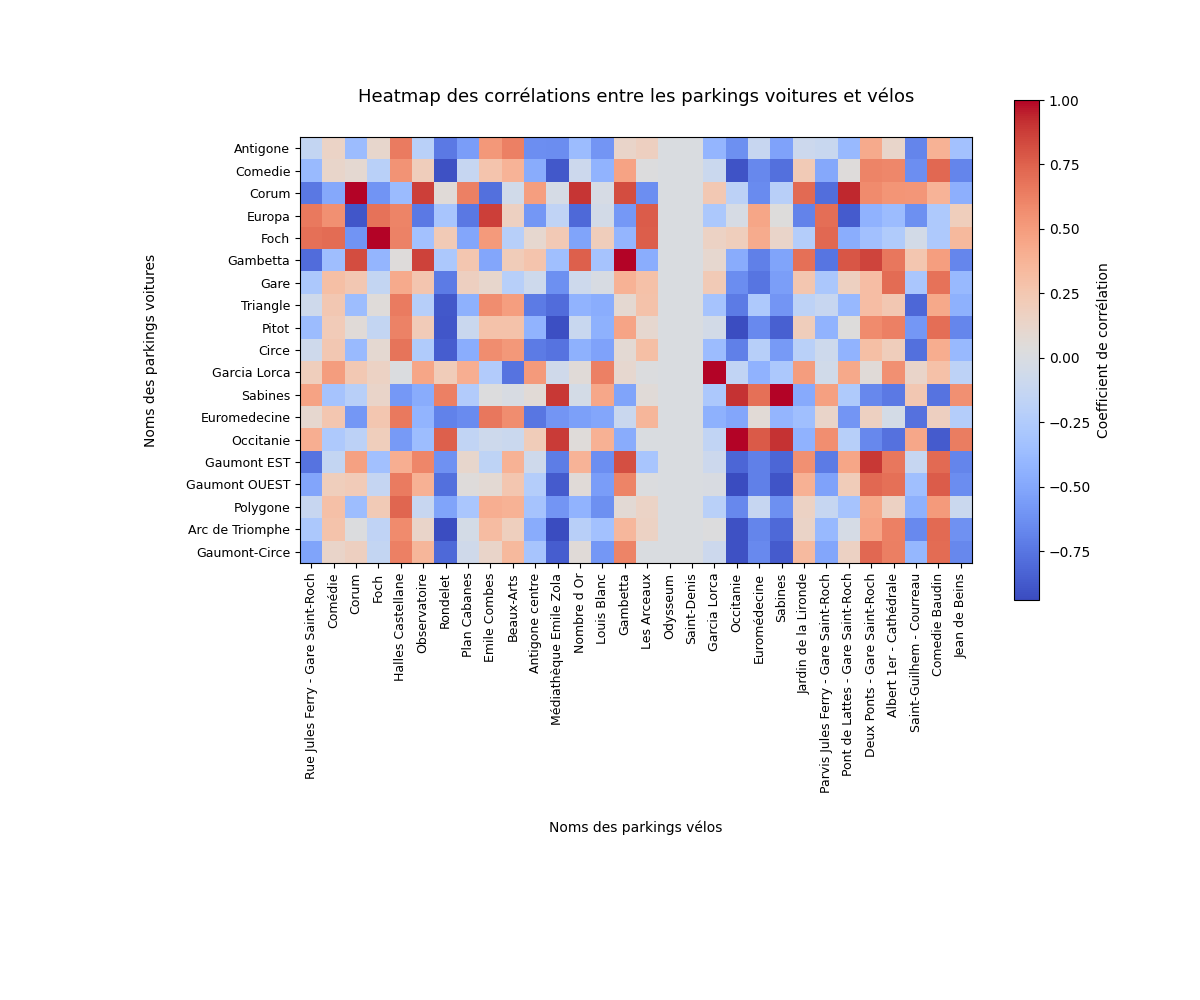 Heatmap des corrélations entre les parkings voitures et vélos
Noms des parkings voitures
Antigone
Comedie
Corum
Europa
Foch
Gambetta
Gare
Triangle
Pitot
Circe
Garcia Lorca
Sabines
Euromedecine
Occitanie
Gaumont EST
Gaumont OUEST
Polygone
Arc de Triomphe
Gaumont-Circe
Rue Jules Ferry - Gare Saint-Roch
Comédie
Corum
Foch
Halles Castellane
Observatoire
Rondelet
Plan Cabanes
Emile Combes
Beaux-Arts
Antigone centre
Médiathèque Emile Zola
Nombre d Or
Louis Blanc
Gambetta
Les Arceaux
Odysseum
Saint-Denis
Garcia Lorca
Occitanie
Euromédecine
Sabines
Jardin de la Lironde
Parvis Jules Ferry - Gare Saint-Roch
Pont de Lattes - Gare Saint-Roch
Deux Ponts - Gare Saint-Roch
Albert 1er - Cathédrale
Saint-Guilhem - Courreau
Comedie Baudin
Jean de Beins
Noms des parkings vélos
1.00
0.75
0.50
0.25
0.00
−0.25
−0.50
−0.75
Coefficient de corrélation